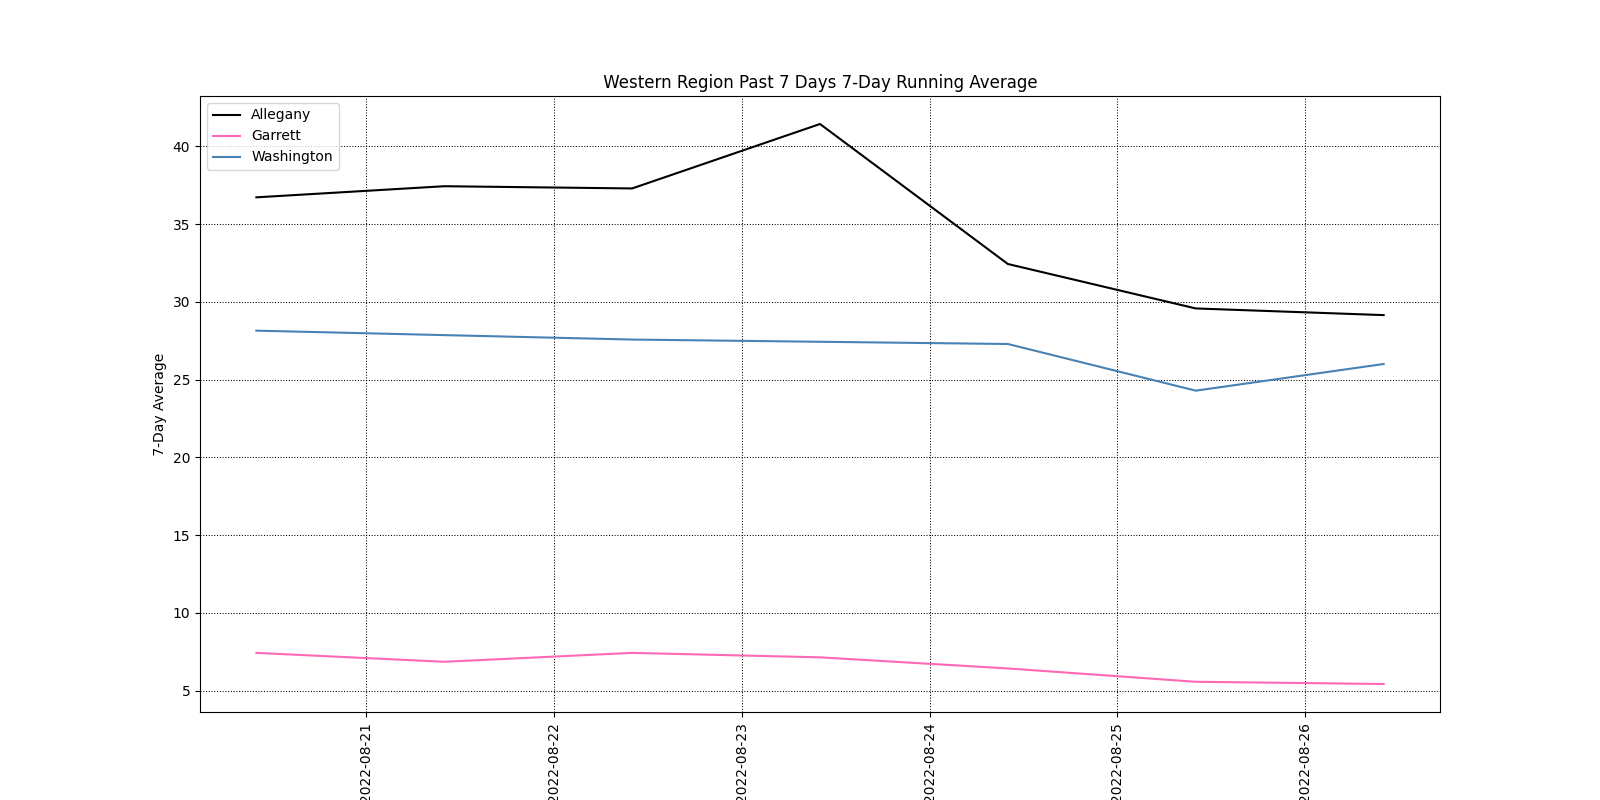 Western Region Past 7 Days 7-Day Running Average
Allegany
Garrett
Washington
7-Day Average
40
35
30
25
20
15
10
5
2022-08-21
2022-08-22
2022-08-23
2022-08-24
2022-08-25
2022-08-26